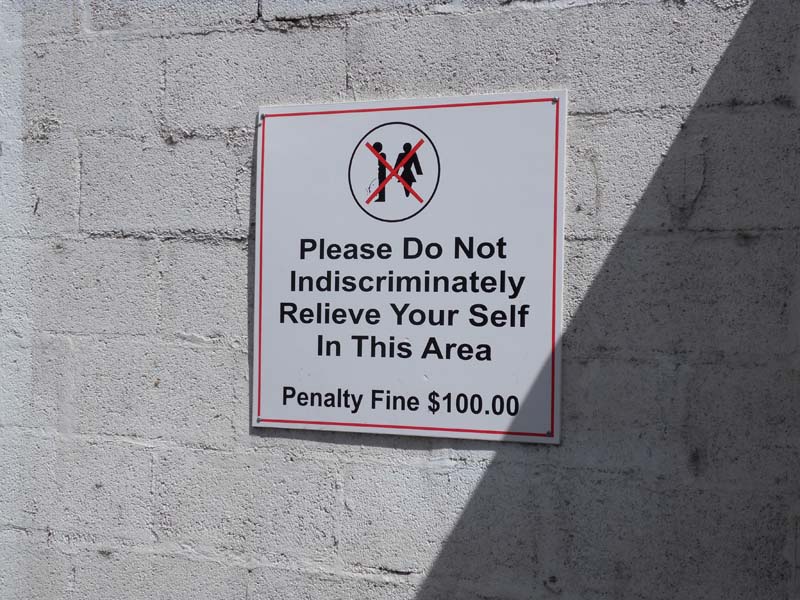 Please Do Not
Indiscriminately
Relieve Your Self
In This Area
Penalty Fine $100.00